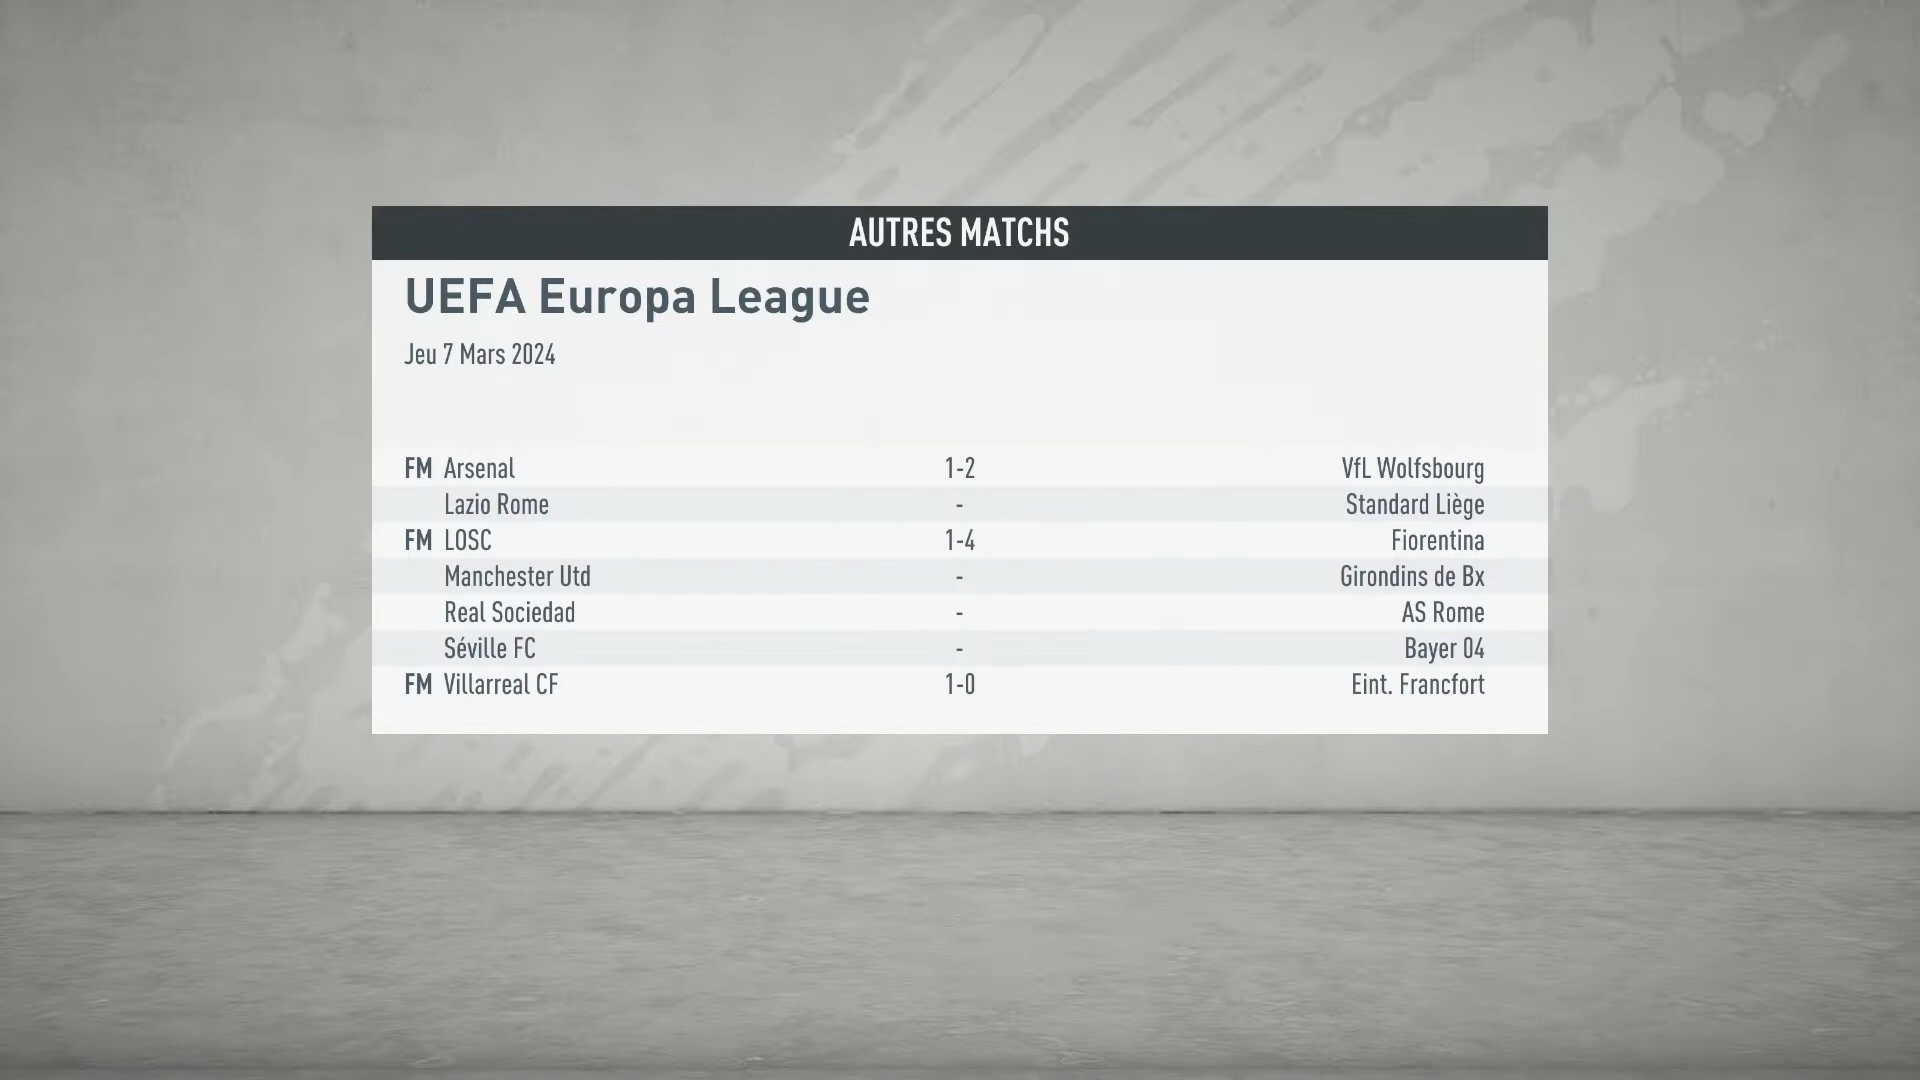 AUTRES MATCHS
UEFA Europa League
Jeu 7 Mars 2024
FM Arsenal 1-2 VfL Wolfsbourg
Lazio Rome - Standard Liège
FM LOSC 1-4 Fiorentina
Manchester Utd - Girondins de Bx
Real Sociedad - AS Rome
Séville FC - Bayer 04
FM Villarreal CF 1-0 Eint. Francfort